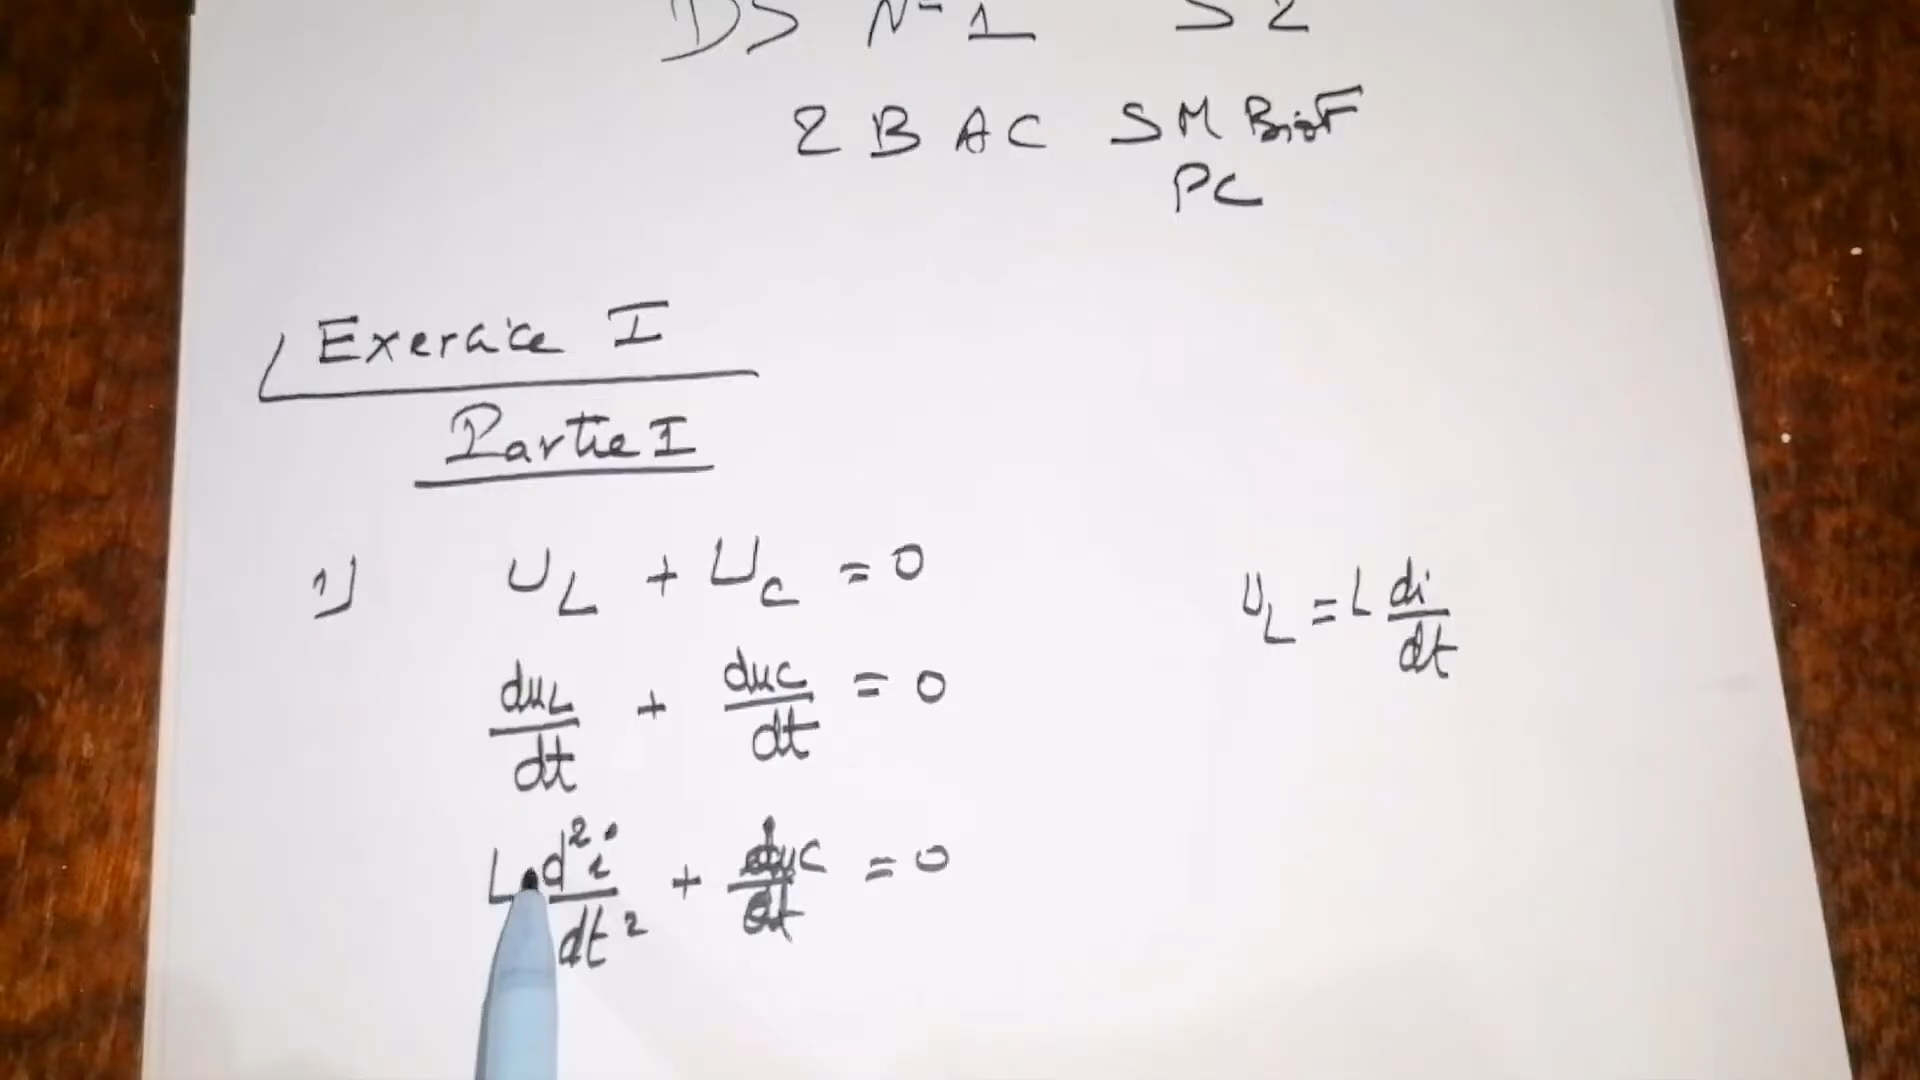 DS N° 1 S2
2 BAC SM BioF
PC
Exercice I
Partie I
1) U_L + U_C = 0
U_L = L di/dt
du_L/dt + du_C/dt = 0
L d²i/dt² + du_C/dt = 0